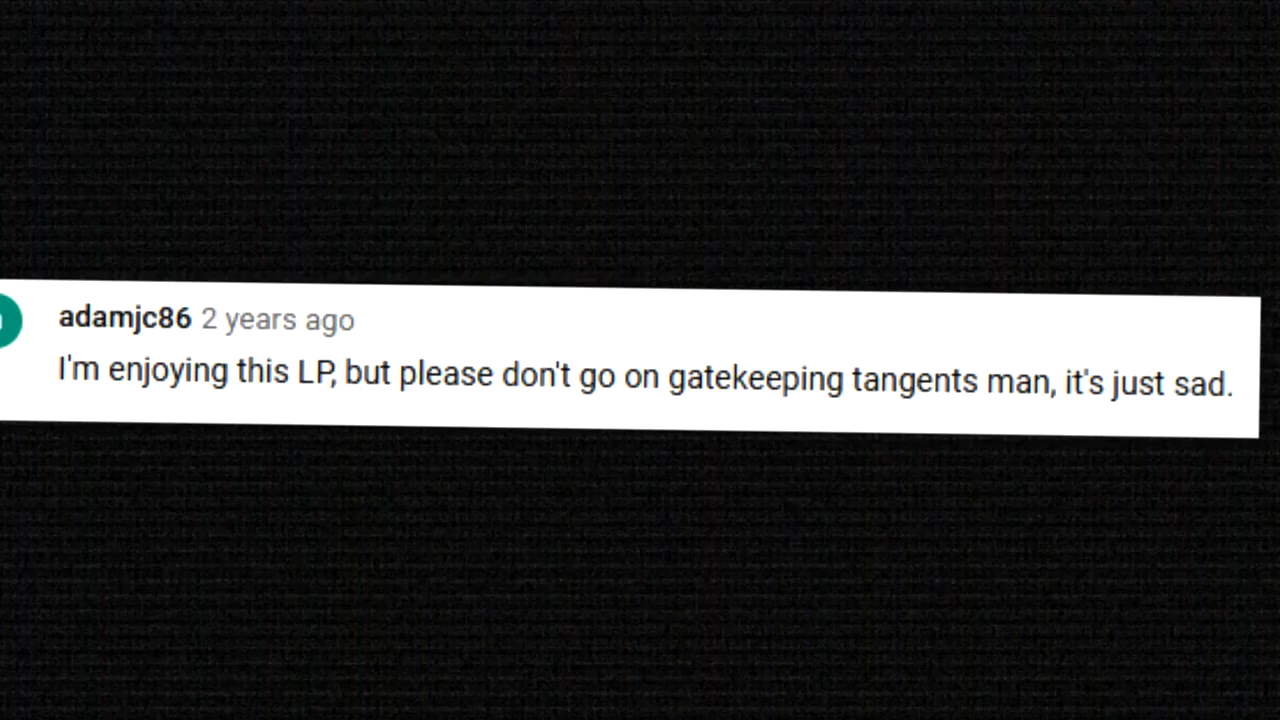 adamjc86 2 years ago
I'm enjoying this LP, but please don't go on gatekeeping tangents man, it's just sad.